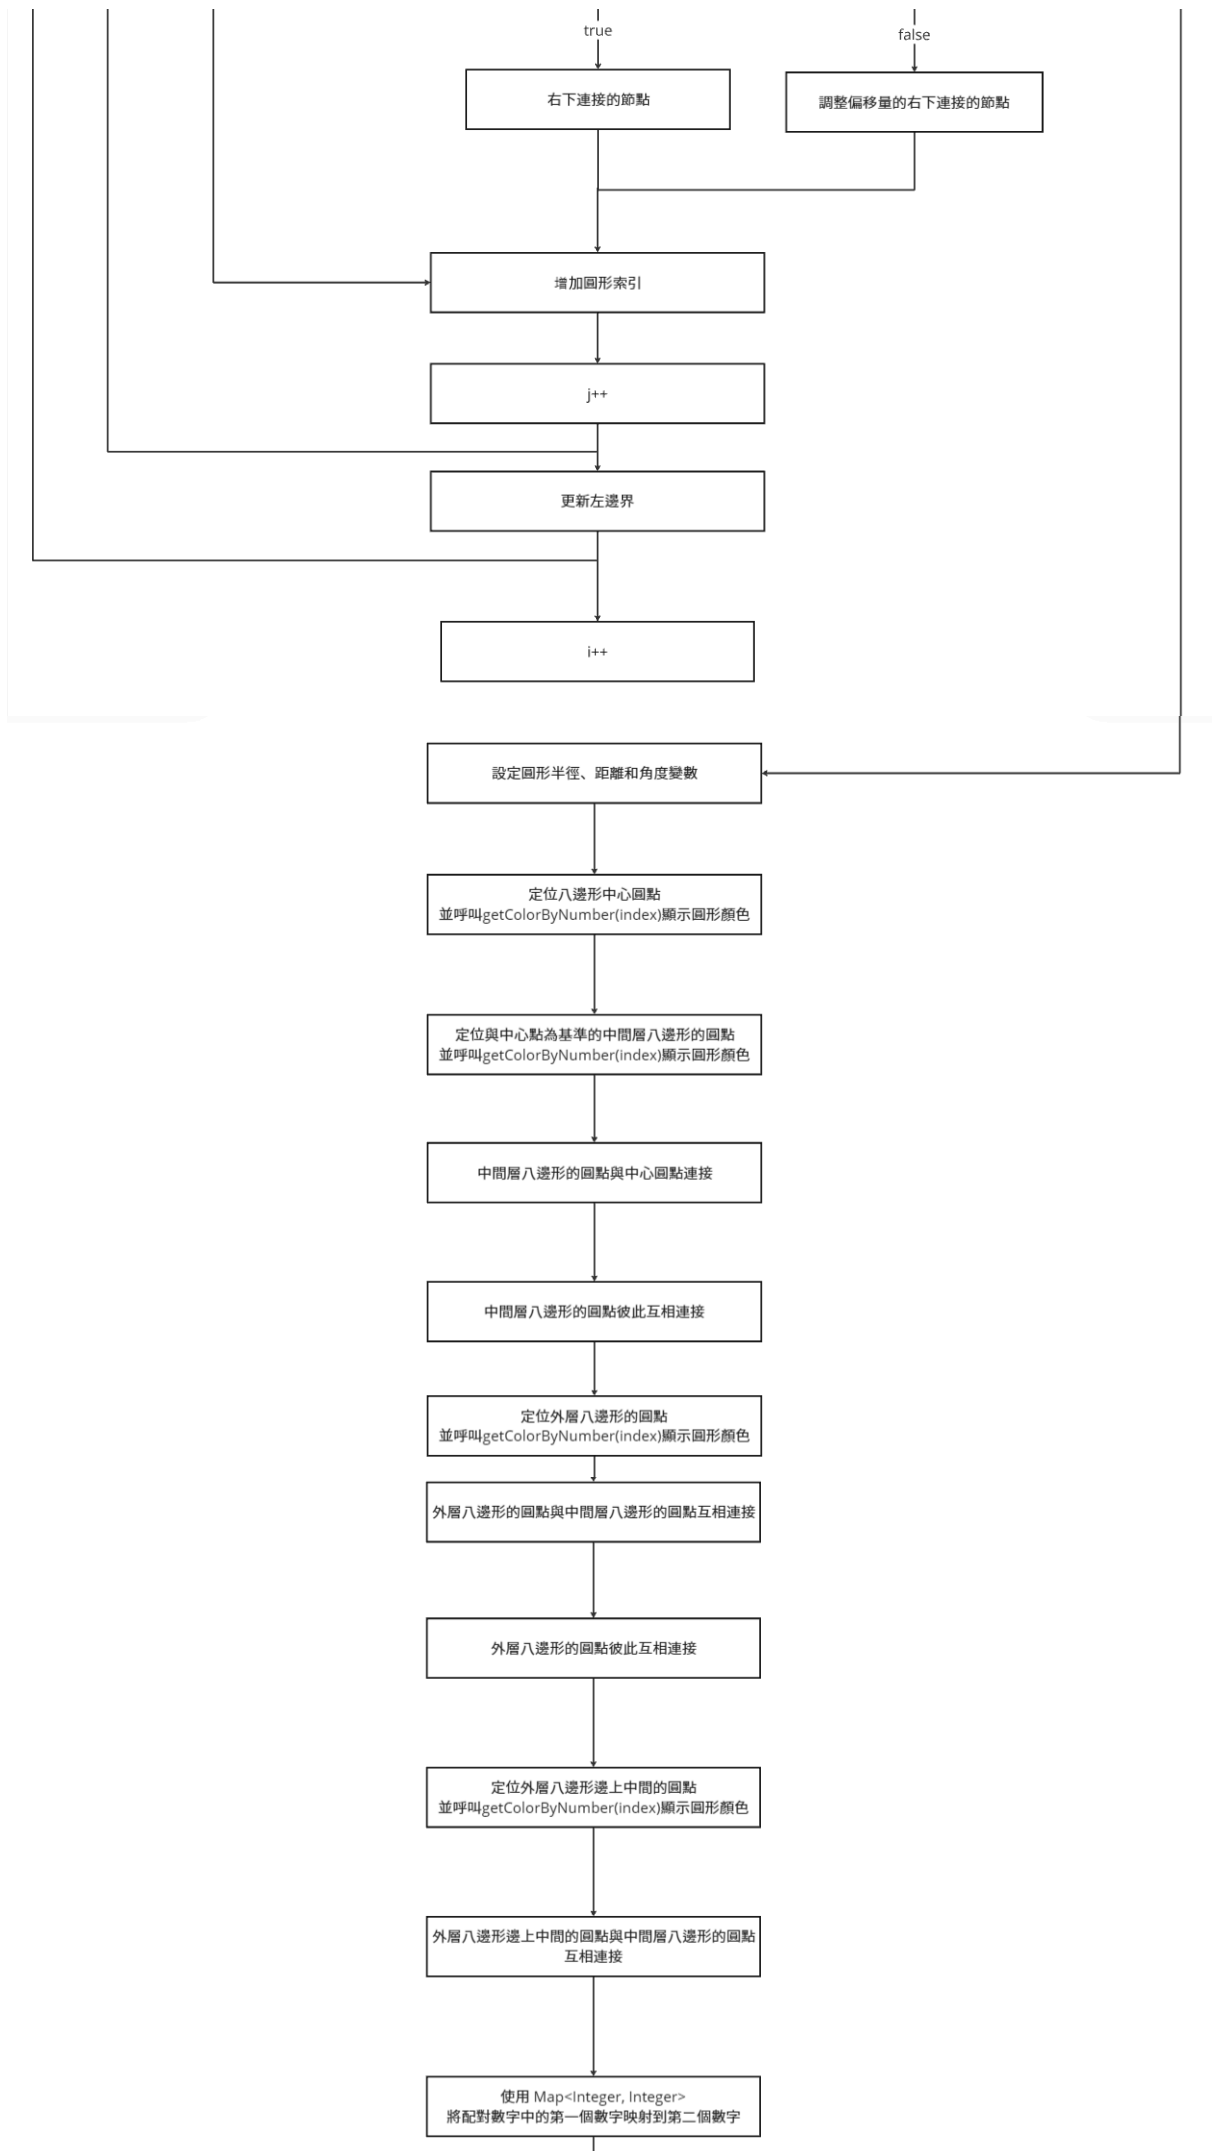 true
false
右下連接的節點
調整偏移量的右下連接的節點
增加圓形索引
j++
更新左邊界
i++
設定圓形半徑、距離和角度變數
定位八邊形中心圓點
並呼叫getColorByNumber(index)顯示圓形顏色
定位與中心點為基準的中間層八邊形的圓點
並呼叫getColorByNumber(index)顯示圓形顏色
中間層八邊形的圓點與中心圓點連接
中間層八邊形的圓點彼此互相連接
定位外層八邊形的圓點
並呼叫getColorByNumber(index)顯示圓形顏色
外層八邊形的圓點與中間層八邊形的圓點互相連接
外層八邊形的圓點彼此互相連接
定位外層八邊形邊上中間的圓點
並呼叫getColorByNumber(index)顯示圓形顏色
外層八邊形邊上中間的圓點與中間層八邊形的圓點
互相連接
使用 Map<Integer, Integer>
將配對數字中的第一個數字映射到第二個數字